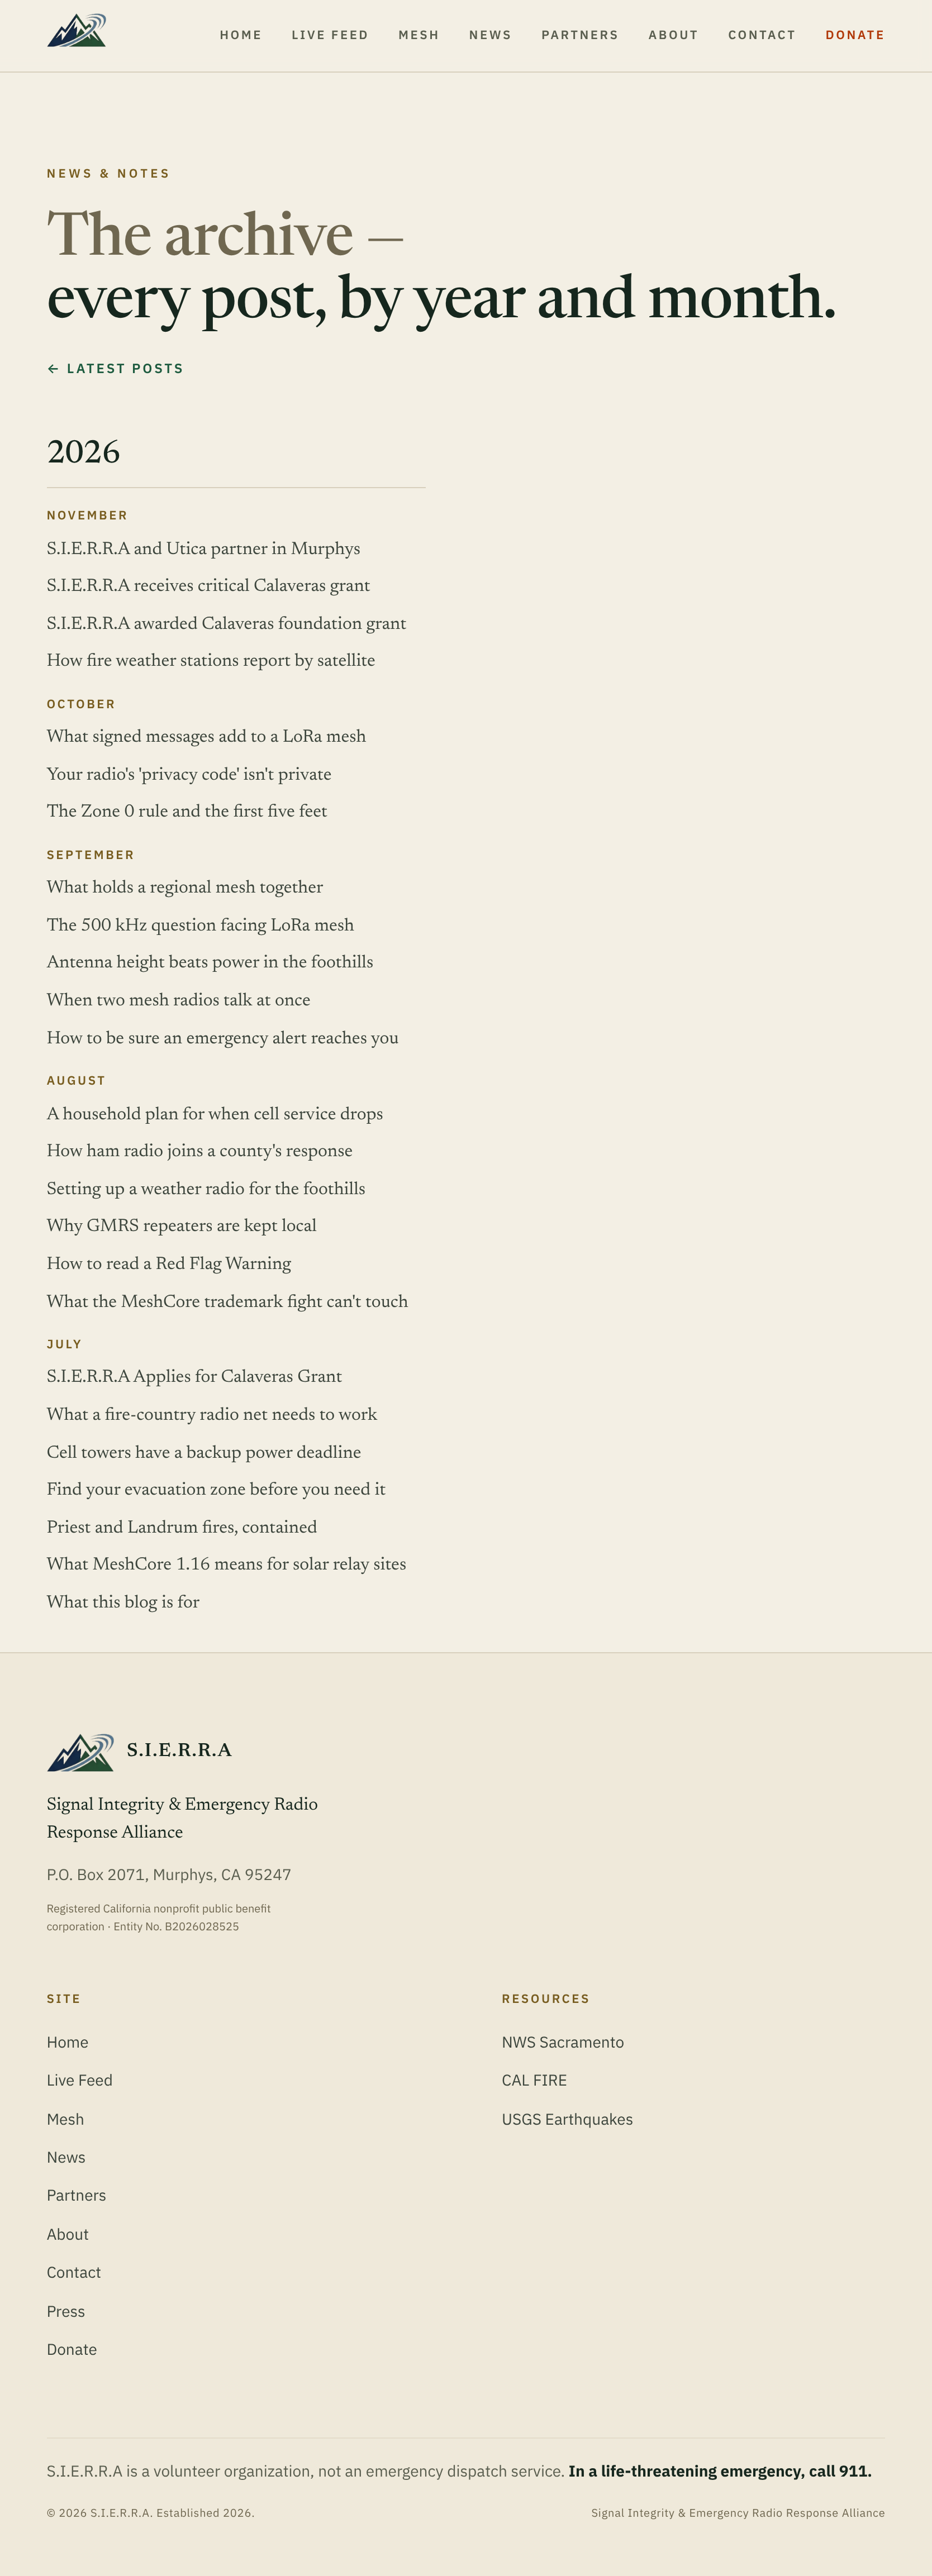 HOME LIVE FEED MESH NEWS PARTNERS ABOUT CONTACT DONATE
NEWS & NOTES
The archive —
every post, by year and month.
← LATEST POSTS
2026
NOVEMBER
S.I.E.R.R.A and Utica partner in Murphys
S.I.E.R.R.A receives critical Calaveras grant
S.I.E.R.R.A awarded Calaveras foundation grant
How fire weather stations report by satellite
OCTOBER
What signed messages add to a LoRa mesh
Your radio's 'privacy code' isn't private
The Zone 0 rule and the first five feet
SEPTEMBER
What holds a regional mesh together
The 500 kHz question facing LoRa mesh
Antenna height beats power in the foothills
When two mesh radios talk at once
How to be sure an emergency alert reaches you
AUGUST
A household plan for when cell service drops
How ham radio joins a county's response
Setting up a weather radio for the foothills
Why GMRS repeaters are kept local
How to read a Red Flag Warning
What the MeshCore trademark fight can't touch
JULY
S.I.E.R.R.A Applies for Calaveras Grant
What a fire-country radio net needs to work
Cell towers have a backup power deadline
Find your evacuation zone before you need it
Priest and Landrum fires, contained
What MeshCore 1.16 means for solar relay sites
What this blog is for
S.I.E.R.R.A
Signal Integrity & Emergency Radio
Response Alliance
P.O. Box 2071, Murphys, CA 95247
Registered California nonprofit public benefit
corporation · Entity No. B2026028525
SITE
Home
Live Feed
Mesh
News
Partners
About
Contact
Press
Donate
RESOURCES
NWS Sacramento
CAL FIRE
USGS Earthquakes
S.I.E.R.R.A is a volunteer organization, not an emergency dispatch service. In a life-threatening emergency, call 911.
© 2026 S.I.E.R.R.A. Established 2026.
Signal Integrity & Emergency Radio Response Alliance